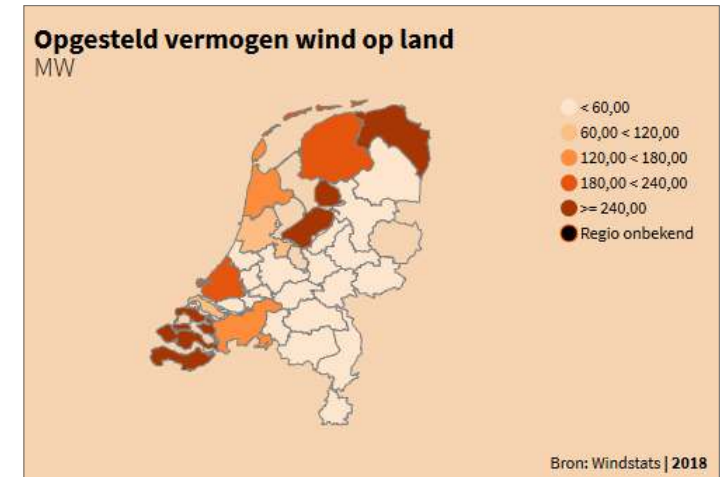 Opgesteld vermogen wind op land
MW
< 60,00
60,00 < 120,00
120,00 < 180,00
180,00 < 240,00
>= 240,00
Regio onbekend
Bron: Windstats | 2018